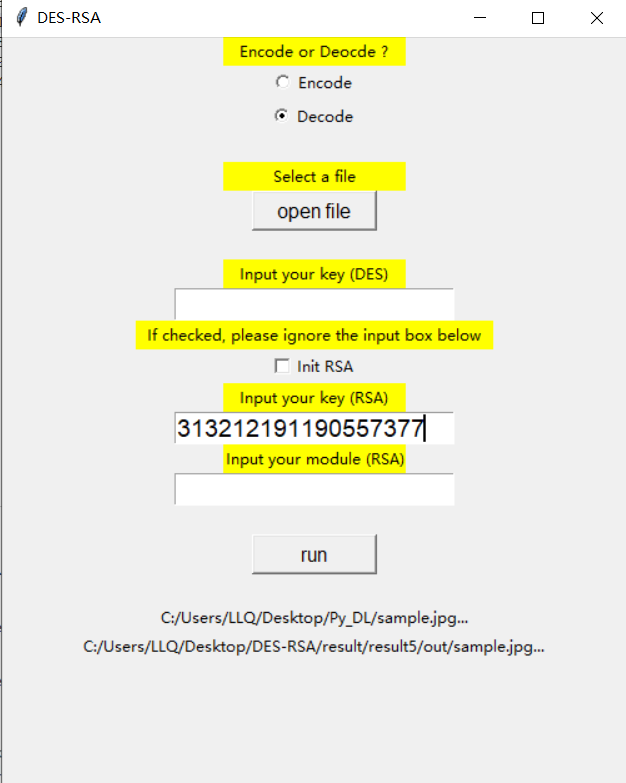 DES-RSA
Encode or Deocde ?
Encode
Decode
Select a file
open file
Input your key (DES)
If checked, please ignore the input box below
Init RSA
Input your key (RSA)
313212191190557377
Input your module (RSA)
run
C:/Users/LLQ/Desktop/Py_DL/sample.jpg...
C:/Users/LLQ/Desktop/DES-RSA/result/result5/out/sample.jpg...